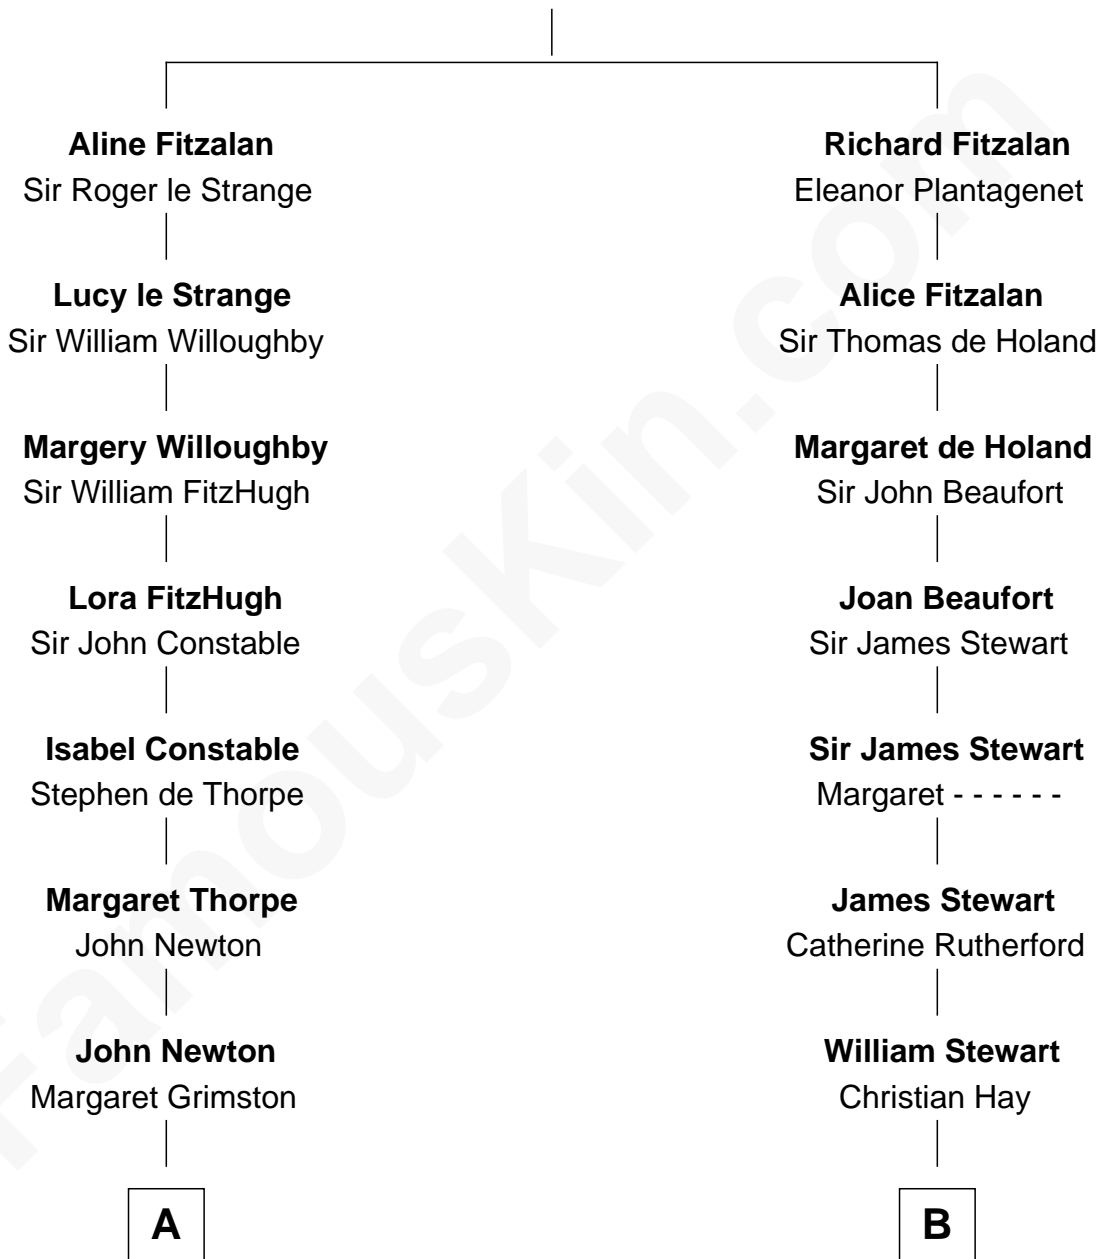 Aline Fitzalan
Sir Roger le Strange
Lucy le Strange
Sir William Willoughby
Margery Willoughby
Sir William FitzHugh
Lora FitzHugh
Sir John Constable
Isabel Constable
Stephen de Thorpe
Margaret Thorpe
John Newton
John Newton
Margaret Grimston
A
Richard Fitzalan
Eleanor Plantagenet
Alice Fitzalan
Sir Thomas de Holand
Margaret de Holand
Sir John Beaufort
Joan Beaufort
Sir James Stewart
Sir James Stewart
Margaret - - - - - -
James Stewart
Catherine Rutherford
William Stewart
Christian Hay
B
FamousKin.com